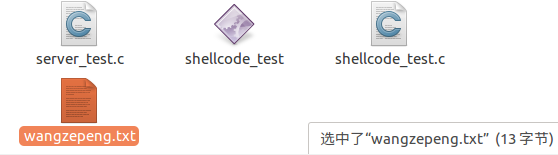 server_test.c
shellcode_test
shellcode_test.c
wangzepeng.txt
选中了“wangzepeng.txt” (13 字节)